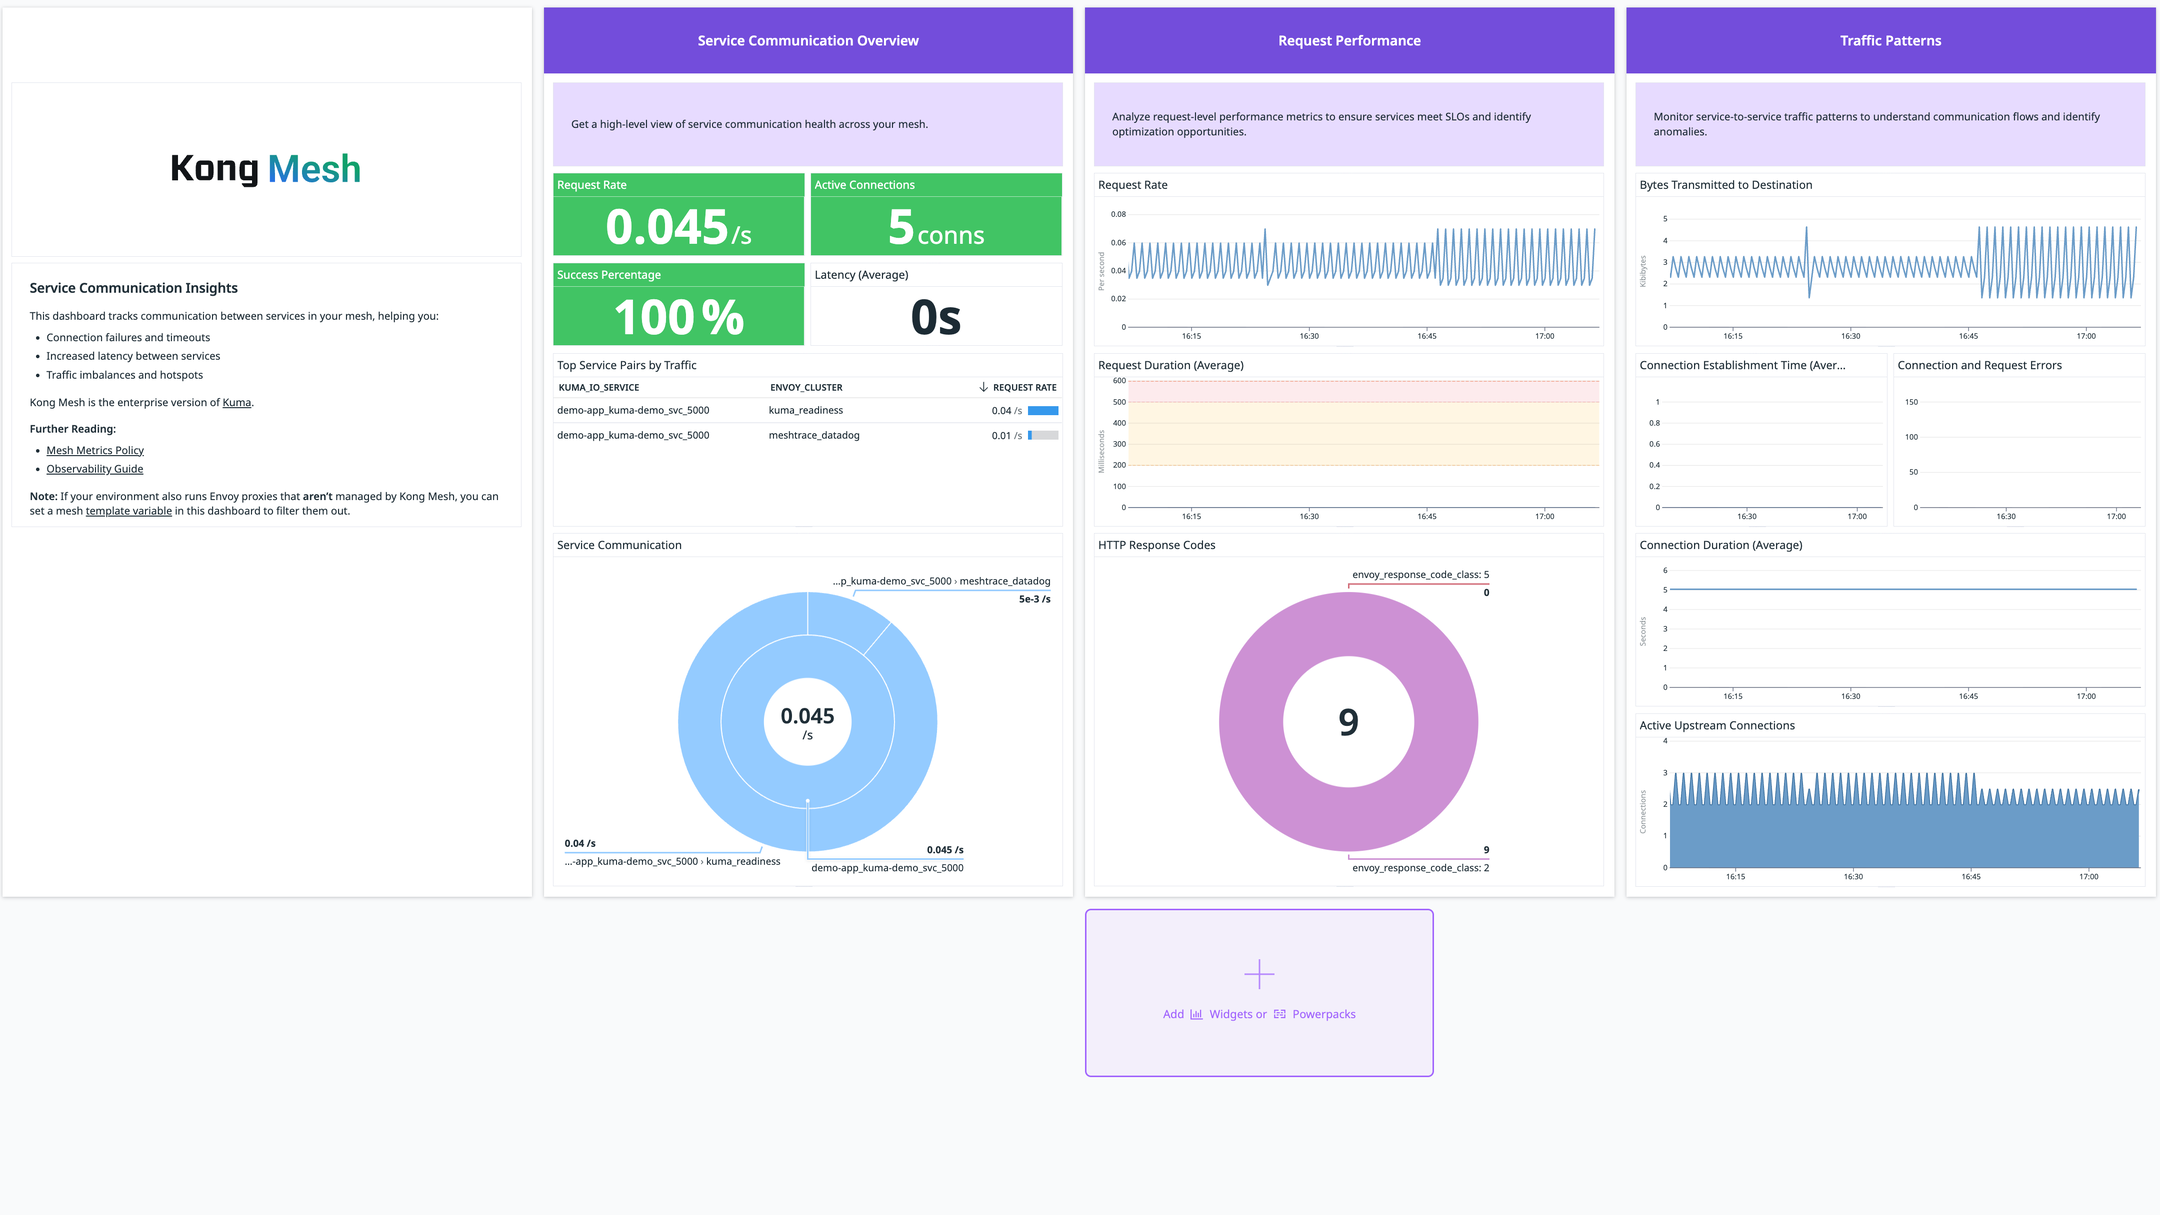 Kong Mesh
Service Communication Insights
This dashboard tracks communication between services in your mesh, helping you:
• Connection failures and timeouts
• Increased latency between services
• Traffic imbalances and hotspots
Kong Mesh is the enterprise version of Kuma.
Further Reading:
• Mesh Metrics Policy
• Observability Guide
Note: If your environment also runs Envoy proxies that aren't managed by Kong Mesh, you can
set a mesh template variable in this dashboard to filter them out.
Service Communication Overview
Get a high-level view of service communication health across your mesh.
Request Rate
0.045/s
Active Connections
5conns
Success Percentage
100%
Latency (Average)
0s
Top Service Pairs by Traffic
KUMA_IO_SERVICE ENVOY_CLUSTER ↓ REQUEST RATE
demo-app_kuma-demo_svc_5000 kuma_readiness 0.04 /s
demo-app_kuma-demo_svc_5000 meshtrace_datadog 0.01 /s
Service Communication
...p_kuma-demo_svc_5000 › meshtrace_datadog
5e-3 /s
0.045
/s
0.04 /s
...-app_kuma-demo_svc_5000 › kuma_readiness
0.045 /s
demo-app_kuma-demo_svc_5000
Request Performance
Analyze request-level performance metrics to ensure services meet SLOs and identify
optimization opportunities.
Request Rate
Per second
0.08
0.06
0.04
0.02
0
16:15 16:30 16:45 17:00
Request Duration (Average)
Milliseconds
600
500
400
300
200
100
0
16:15 16:30 16:45 17:00
HTTP Response Codes
envoy_response_code_class: 5
0
9
9
envoy_response_code_class: 2
Traffic Patterns
Monitor service-to-service traffic patterns to understand communication flows and identify
anomalies.
Bytes Transmitted to Destination
Kibibytes
5
4
3
2
1
0
16:15 16:30 16:45 17:00
Connection Establishment Time (Aver...
1
0.8
0.6
0.4
0.2
0
16:30 17:00
Connection and Request Errors
150
100
50
0
16:30 17:00
Connection Duration (Average)
Seconds
6
5
4
3
2
1
0
16:15 16:30 16:45 17:00
Active Upstream Connections
Connections
4
3
2
1
0
16:15 16:30 16:45 17:00
Add Widgets or Powerpacks